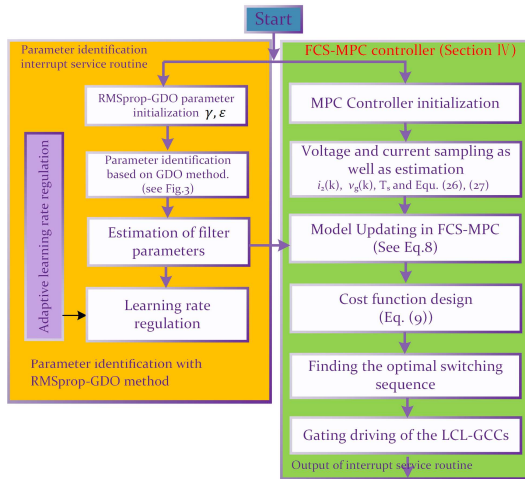 Start
Parameter identification
interrupt service routine
RMSprop-GDO parameter
initialization γ, ε
Parameter identification
based on GDO method.
(see Fig.3)
Estimation of filter
parameters
Learning rate
regulation
Adaptive learning rate regulation
Parameter identification with
RMSprop-GDO method
FCS-MPC controller (Section IV)
MPC Controller initialization
Voltage and current sampling as
well as estimation
i₂(k), vg(k), Ts and Equ. (26), (27)
Model Updating in FCS-MPC
(See Eq.8)
Cost function design
(Eq. (9))
Finding the optimal switching
sequence
Gating driving of the LCL-GCCs
Output of interrupt service routine